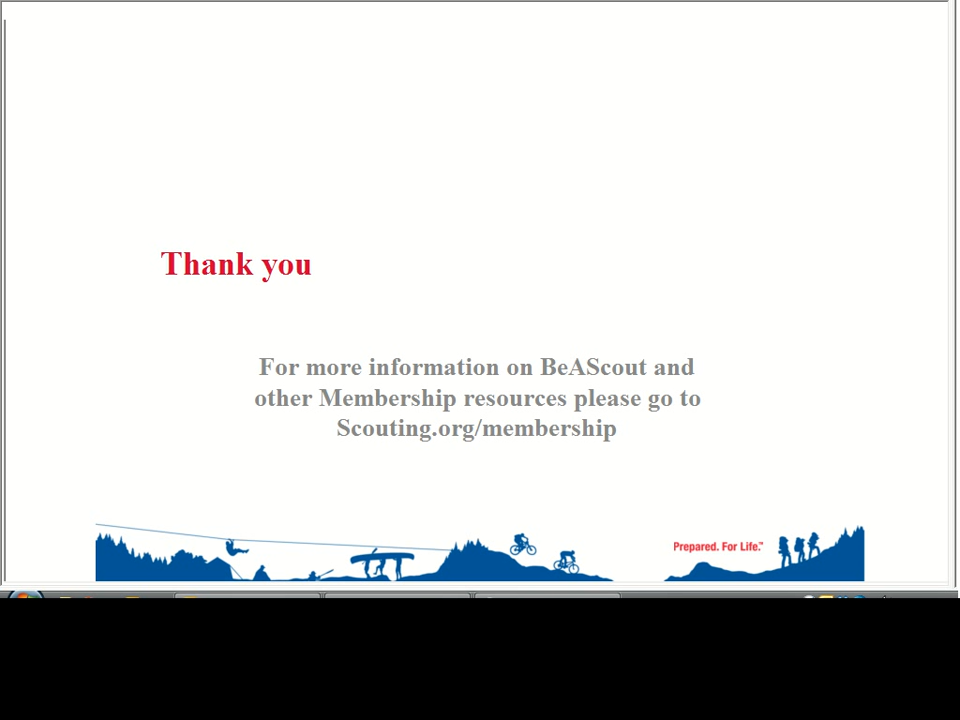 Thank you
For more information on BeAScout and
other Membership resources please go to
Scouting.org/membership
Prepared. For Life.™